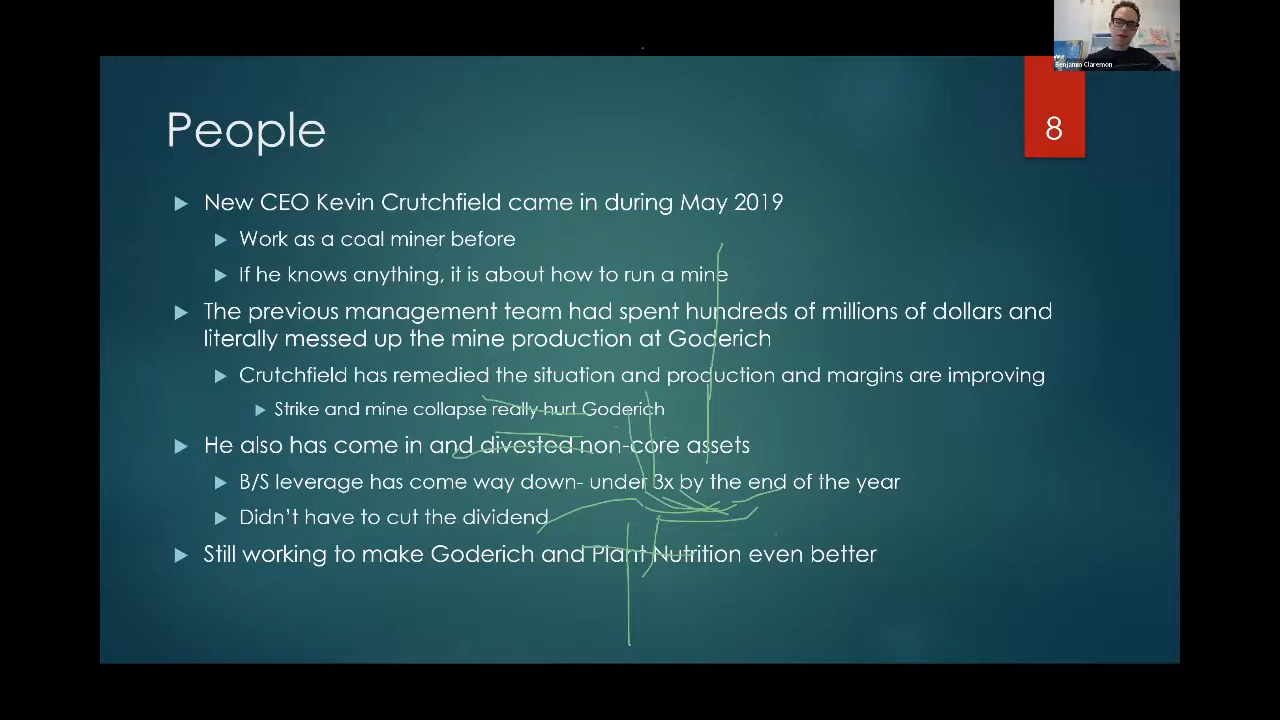 Benjamin Claremon
People
8
New CEO Kevin Crutchfield came in during May 2019
Work as a coal miner before
If he knows anything, it is about how to run a mine
The previous management team had spent hundreds of millions of dollars and
literally messed up the mine production at Goderich
Crutchfield has remedied the situation and production and margins are improving
Strike and mine collapse really hurt Goderich
He also has come in and divested non-core assets
B/S leverage has come way down- under 3x by the end of the year
Didn't have to cut the dividend
Still working to make Goderich and Plant Nutrition even better